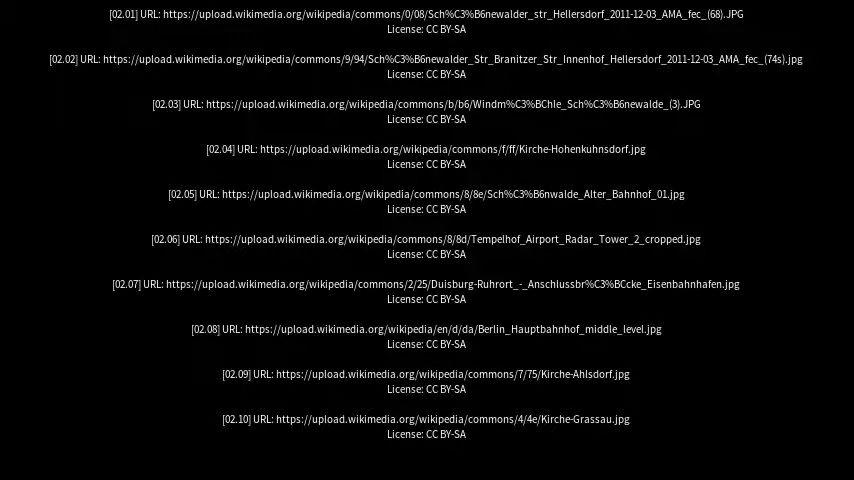 [02.01] URL: https://upload.wikimedia.org/wikipedia/commons/0/08/Sch%C3%B6newalder_str_Hellersdorf_2011-12-03_AMA_fec_(68).JPG
License: CC BY-SA
[02.02] URL: https://upload.wikimedia.org/wikipedia/commons/9/94/Sch%C3%B6newalder_Str_Branitzer_Str_Innenhof_Hellersdorf_2011-12-03_AMA_fec_(74s).jpg
License: CC BY-SA
[02.03] URL: https://upload.wikimedia.org/wikipedia/commons/b/b6/Windm%C3%BChle_Sch%C3%B6newalde_(3).JPG
License: CC BY-SA
[02.04] URL: https://upload.wikimedia.org/wikipedia/commons/f/ff/Kirche-Hohenkuhnsdorf.jpg
License: CC BY-SA
[02.05] URL: https://upload.wikimedia.org/wikipedia/commons/8/8e/Sch%C3%B6nwalde_Alter_Bahnhof_01.jpg
License: CC BY-SA
[02.06] URL: https://upload.wikimedia.org/wikipedia/commons/8/8d/Tempelhof_Airport_Radar_Tower_2_cropped.jpg
License: CC BY-SA
[02.07] URL: https://upload.wikimedia.org/wikipedia/commons/2/25/Duisburg-Ruhrort_-_Anschlussbr%C3%BCcke_Eisenbahnhafen.jpg
License: CC BY-SA
[02.08] URL: https://upload.wikimedia.org/wikipedia/en/d/da/Berlin_Hauptbahnhof_middle_level.jpg
License: CC BY-SA
[02.09] URL: https://upload.wikimedia.org/wikipedia/commons/7/75/Kirche-Ahlsdorf.jpg
License: CC BY-SA
[02.10] URL: https://upload.wikimedia.org/wikipedia/commons/4/4e/Kirche-Grassau.jpg
License: CC BY-SA